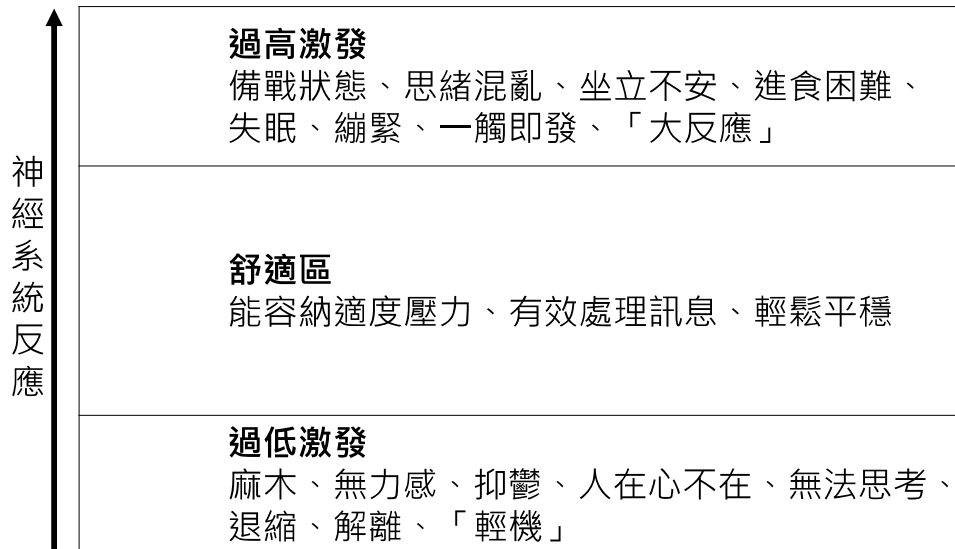 神經系統反應
過高激發
備戰狀態、思緒混亂、坐立不安、進食困難、
失眠、繃緊、一觸即發、「大反應」
舒適區
能容納適度壓力、有效處理訊息、輕鬆平穩
過低激發
麻木、無力感、抑鬱、人在心不在、無法思考、
退縮、解離、「輕機」